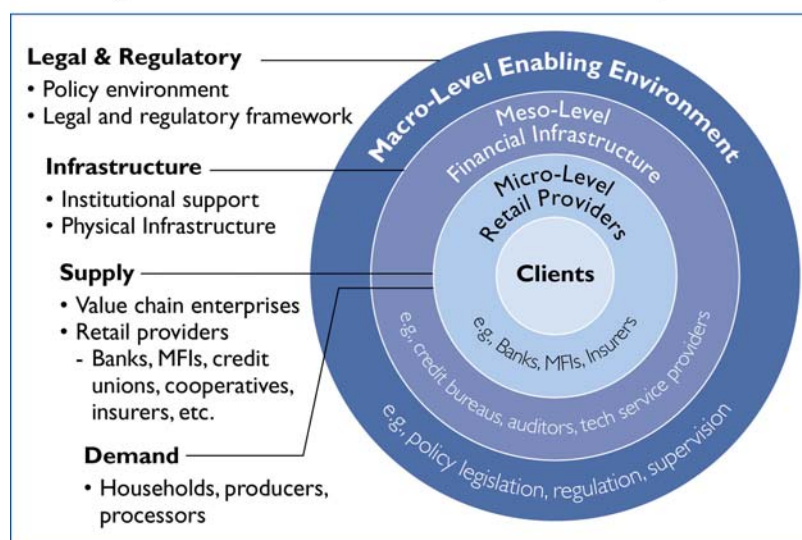 Legal & Regulatory
• Policy environment
• Legal and regulatory framework
Infrastructure
• Institutional support
• Physical Infrastructure
Supply
• Value chain enterprises
• Retail providers
- Banks, MFIs, credit
unions, cooperatives,
insurers, etc.
Demand
• Households, producers,
processors
Macro-Level Enabling Environment
Meso-Level
Financial Infrastructure
Micro-Level
Retail Providers
Clients
e.g., Banks, MFIs, Insurers
e.g., credit bureaus, auditors, tech service providers
e.g., policy legislation, regulation, supervision